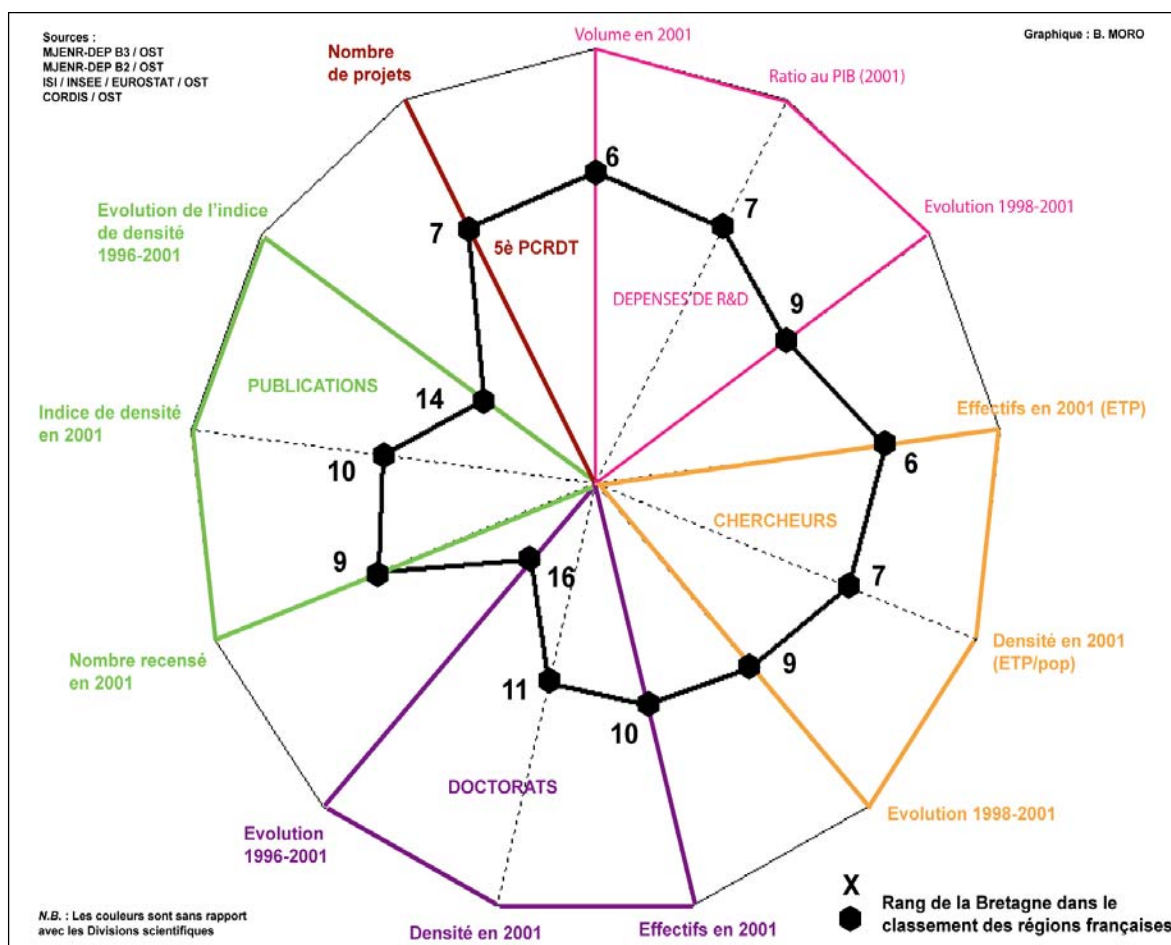 Sources :
MJENR-DEP B3 / OST
MJENR-DEP B2 / OST
ISI / INSEE / EUROSTAT / OST
CORDIS / OST
Graphique : B. MORO
Volume en 2001
Nombre
de projets
Ratio au PIB (2001)
6
7
Evolution de l'indice
de densité
1996-2001
Evolution 1998-2001
7
5è PCRDT
DEPENSES DE R&D
9
PUBLICATIONS
14
Effectifs en 2001 (ETP)
Indice de densité
en 2001
6
10
CHERCHEURS
9
16
7
Nombre recensé
en 2001
Densité en 2001
(ETP/pop)
9
11
10
DOCTORATS
Evolution
1996-2001
Evolution 1998-2001
X
Rang de la Bretagne dans le
classement des régions françaises
N.B. : Les couleurs sont sans rapport
avec les Divisions scientifiques
Densité en 2001
Effectifs en 2001